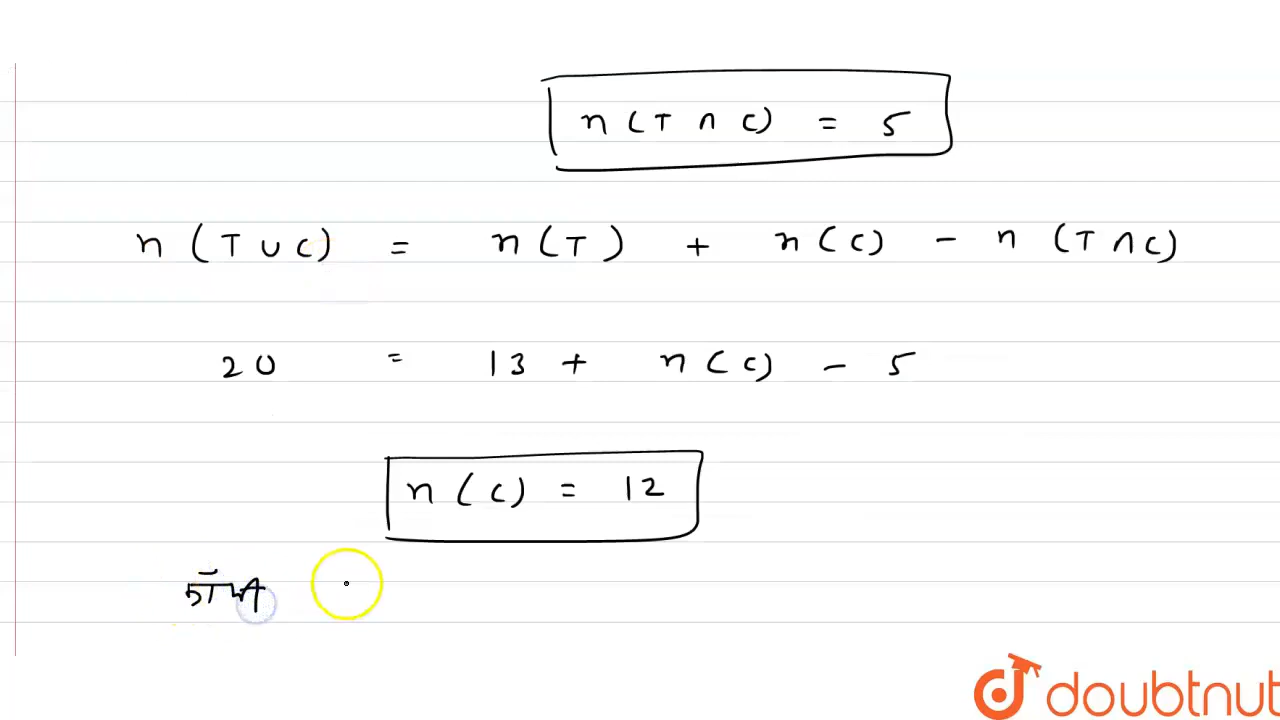 n (T ∩ C) = 5
n (T ∪ C) = n (T) + n (C) - n (T ∩ C)
20 = 13 + n (C) - 5
n (C) = 12
doubtnut